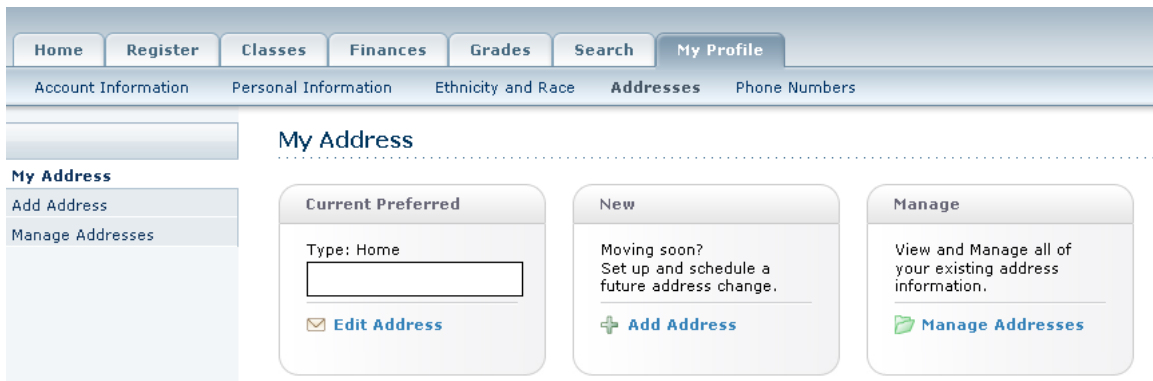 Home Register Classes Finances Grades Search My Profile
Account Information Personal Information Ethnicity and Race Addresses Phone Numbers
My Address
Add Address
Manage Addresses
My Address
Current Preferred
Type: Home
Edit Address
New
Moving soon?
Set up and schedule a
future address change.
Add Address
Manage
View and Manage all of
your existing address
information.
Manage Addresses